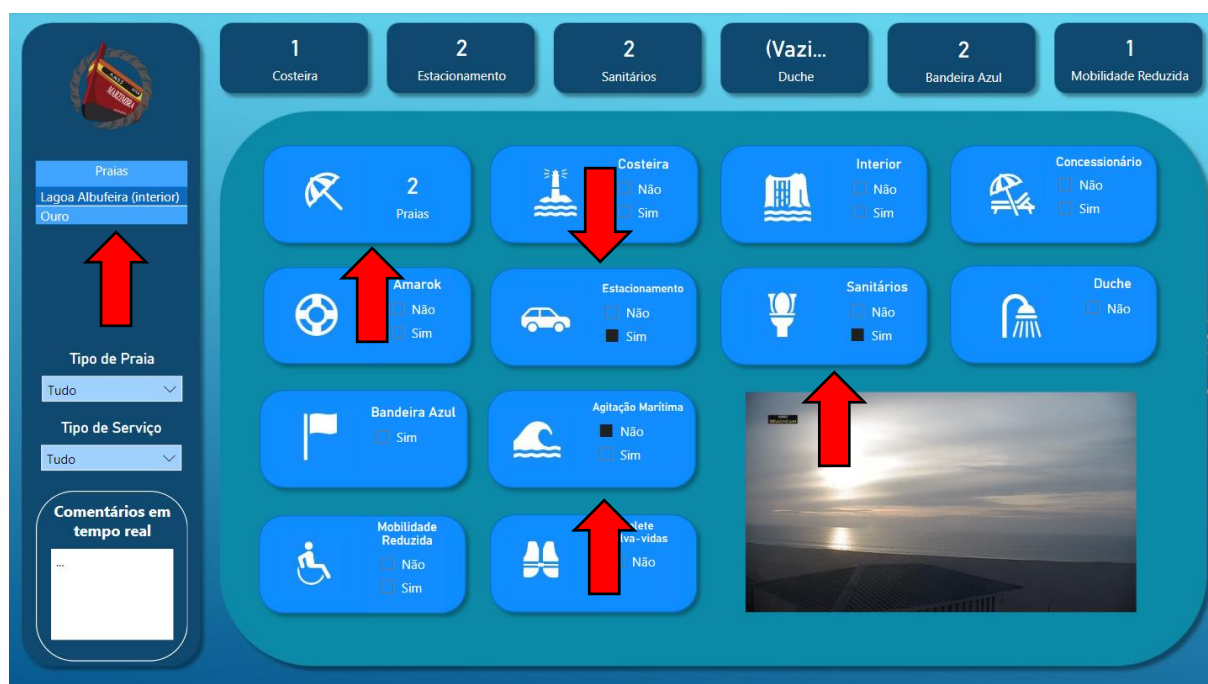 1
Costeira
2
Estacionamento
2
Sanitários
(Vazi...
Duche
2
Bandeira Azul
1
Mobilidade Reduzida
MARZIMBRA
Praias
Lagoa Albufeira (interior)
Ouro
Tipo de Praia
Tudo
Tipo de Serviço
Tudo
Comentários em
tempo real
...
2
Praias
Costeira
Não
Sim
Interior
Não
Sim
Concessionário
Não
Sim
Amarok
Não
Sim
Estacionamento
Não
Sim
Sanitários
Não
Sim
Duche
Não
Bandeira Azul
Sim
Agitação Marítima
Não
Sim
Mobilidade
Reduzida
Não
Sim
Não